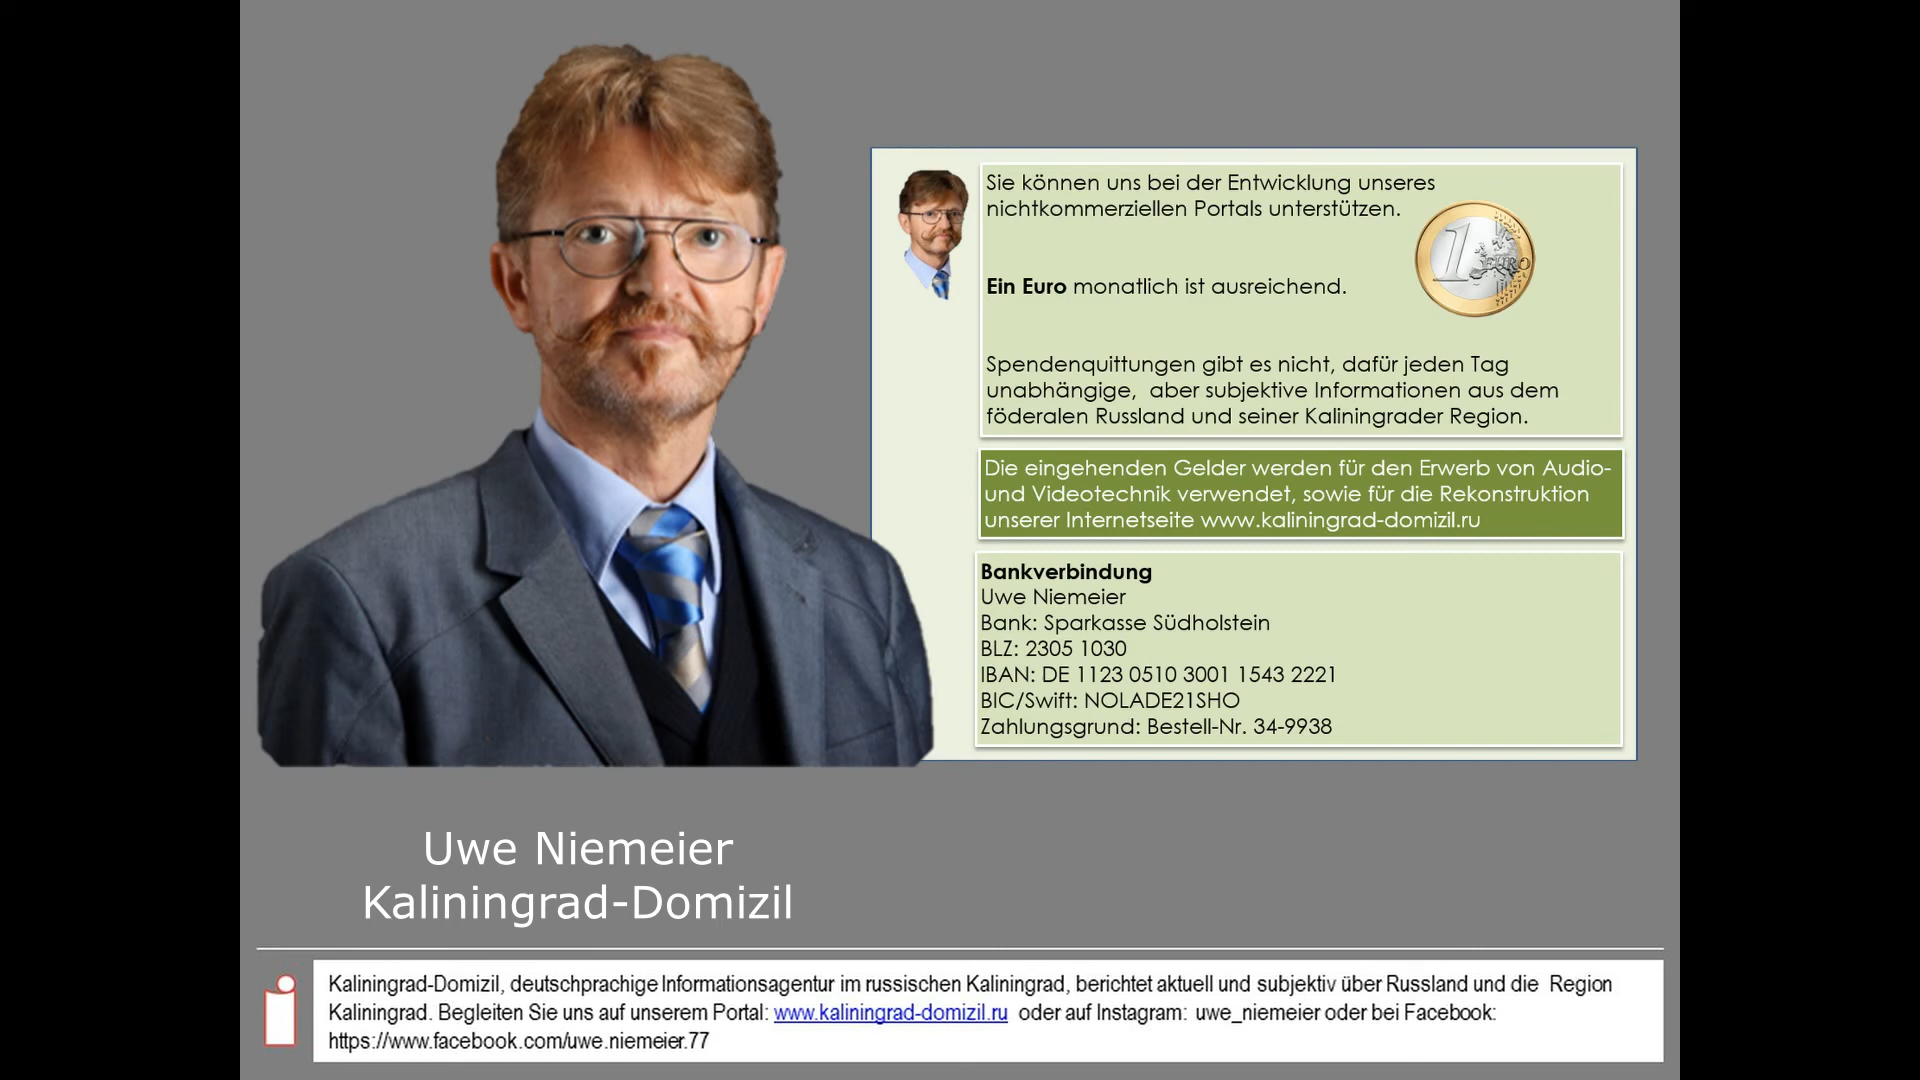 Sie können uns bei der Entwicklung unseres
nichtkommerziellen Portals unterstützen.
1
EURO
Ein Euro monatlich ist ausreichend.
Spendenquittungen gibt es nicht, dafür jeden Tag
unabhängige, aber subjektive Informationen aus dem
föderalen Russland und seiner Kaliningrader Region.
Die eingehenden Gelder werden für den Erwerb von Audio-
und Videotechnik verwendet, sowie für die Rekonstruktion
unserer Internetseite www.kaliningrad-domizil.ru
Bankverbindung
Uwe Niemeier
Bank: Sparkasse Südholstein
BLZ: 2305 1030
IBAN: DE 1123 0510 3001 1543 2221
BIC/Swift: NOLADE21SHO
Zahlungsgrund: Bestell-Nr. 34-9938
Uwe Niemeier
Kaliningrad-Domizil
Kaliningrad-Domizil, deutschprachige Informationsagentur im russischen Kaliningrad, berichtet aktuell und subjektiv über Russland und die Region
Kaliningrad. Begleiten Sie uns auf unserem Portal: www.kaliningrad-domizil.ru oder auf Instagram: uwe_niemeier oder bei Facebook:
https://www.facebook.com/uwe.niemeier.77